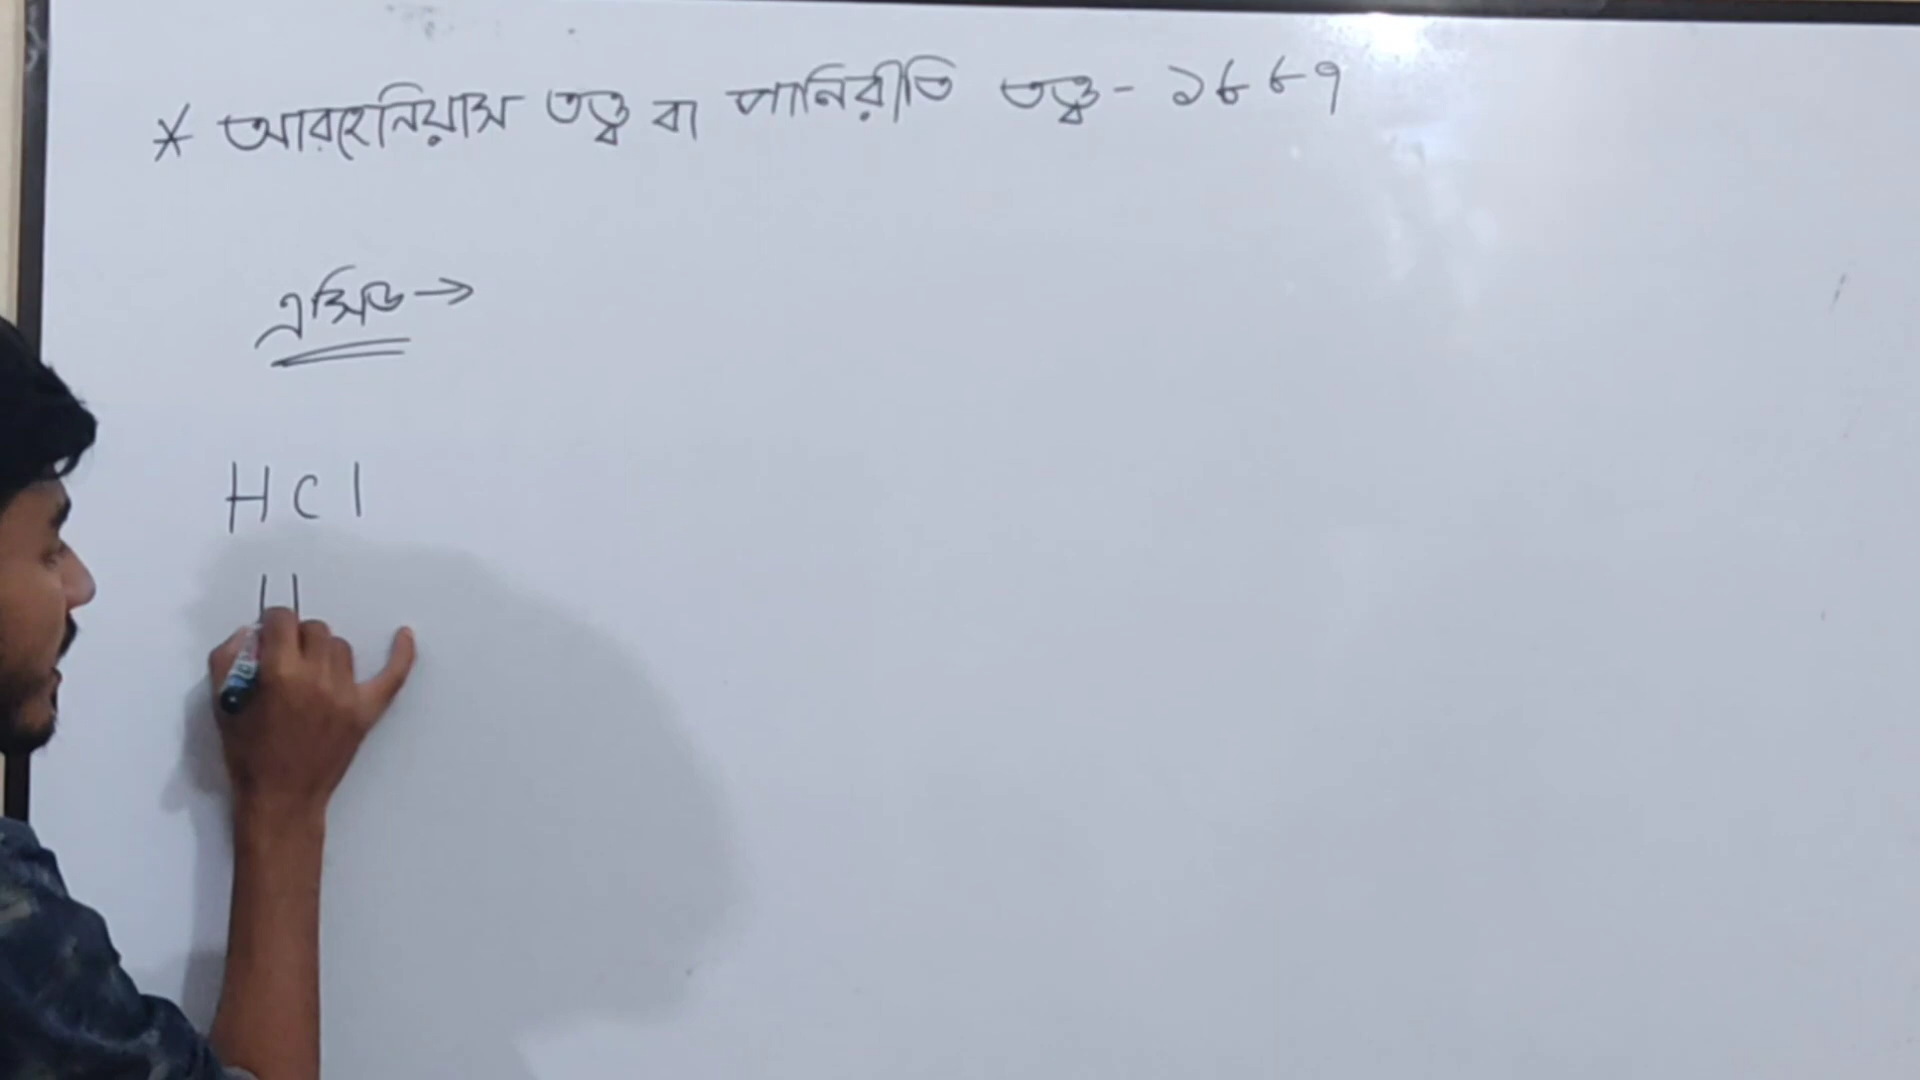 * আরহেনিয়াস তত্ত্ব বা পানিরীতি তত্ত্ব - ১৮৮৭
এসিড →
HCl
H